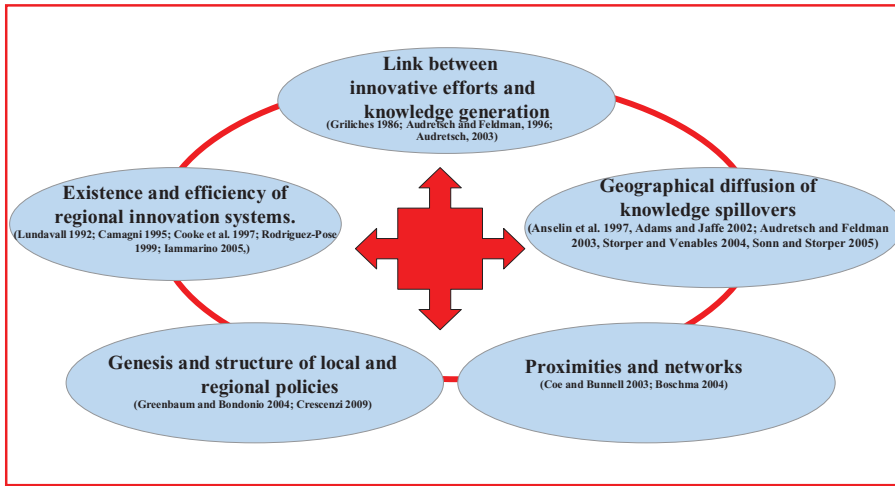 Link between
innovative efforts and
knowledge generation
(Griliches 1986; Audretsch and Feldman, 1996;
Audretsch, 2003)
Existence and efficiency of
regional innovation systems.
(Lundavall 1992; Camagni 1995; Cooke et al. 1997; Rodriguez-Pose
1999; Iammarino 2005,)
Geographical diffusion of
knowledge spillovers
(Anselin et al. 1997, Adams and Jaffe 2002; Audretsch and Feldman
2003, Storper and Venables 2004, Sonn and Storper 2005)
Genesis and structure of local and
regional policies
(Greenbaum and Bondonio 2004; Crescenzi 2009)
Proximities and networks
(Coe and Bunnell 2003; Boschma 2004)